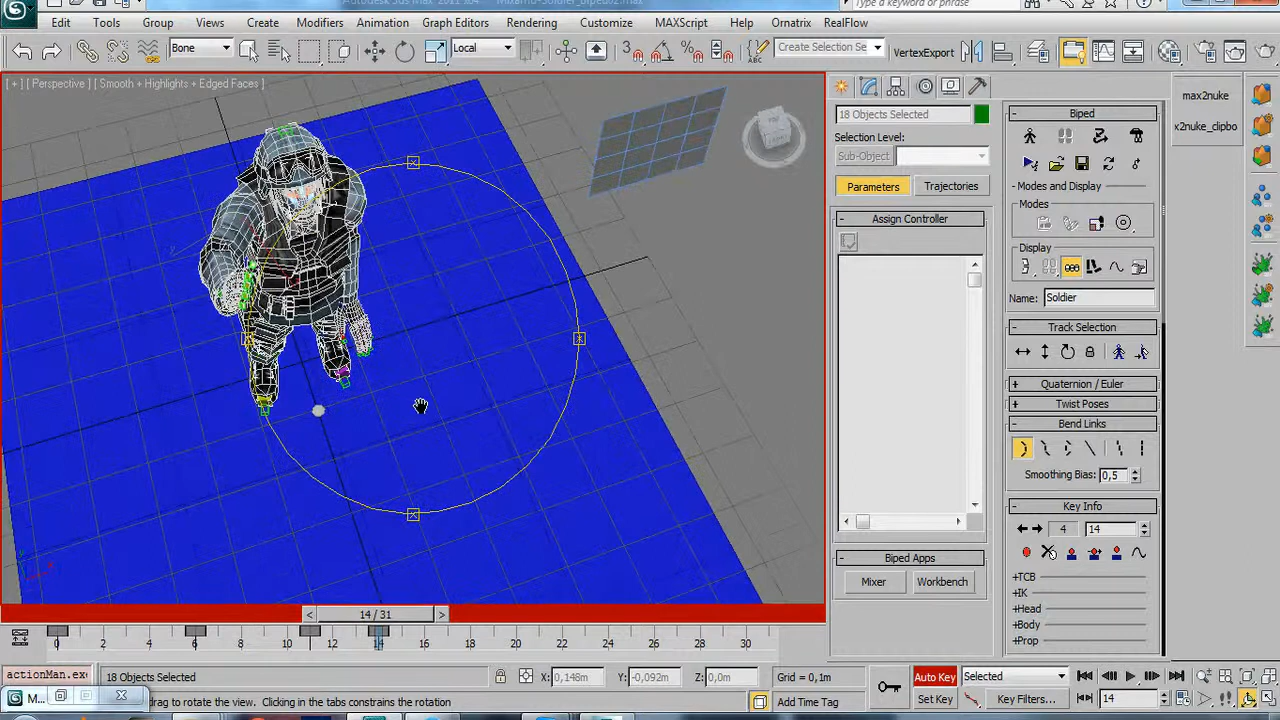 Edit Tools Group Views Create Modifiers Animation Graph Editors Rendering Customize MAXScript Help Ornatrix RealFlow
Bone Local Create Selection Se VertexExport
[ + ] [ Perspective ] [ Smooth + Highlights + Edged Faces ]
max2nuke
x2nuke_clipbo
18 Objects Selected
Selection Level:
Sub-Object
Parameters Trajectories
- Assign Controller
- Biped Apps
Mixer Workbench
- Biped
- Modes and Display
Modes
Display
Name: Soldier
- Track Selection
+ Quaternion / Euler
+ Twist Poses
- Bend Links
Smoothing Bias: 0,5
- Key Info
4 14
+TCB
+IK
+Head
+Body
+Prop
< 14 / 31 >
0 2 4 6 8 10 12 14 16 18 20 22 24 26 28 30
actionMan.exe 18 Objects Selected X: 0,148m Y: -0,092m Z: 0,0m Grid = 0,1m Auto Key Selected
M... drag to rotate the view. Clicking in the tabs constrains the rotation Add Time Tag Set Key Key Filters... 14